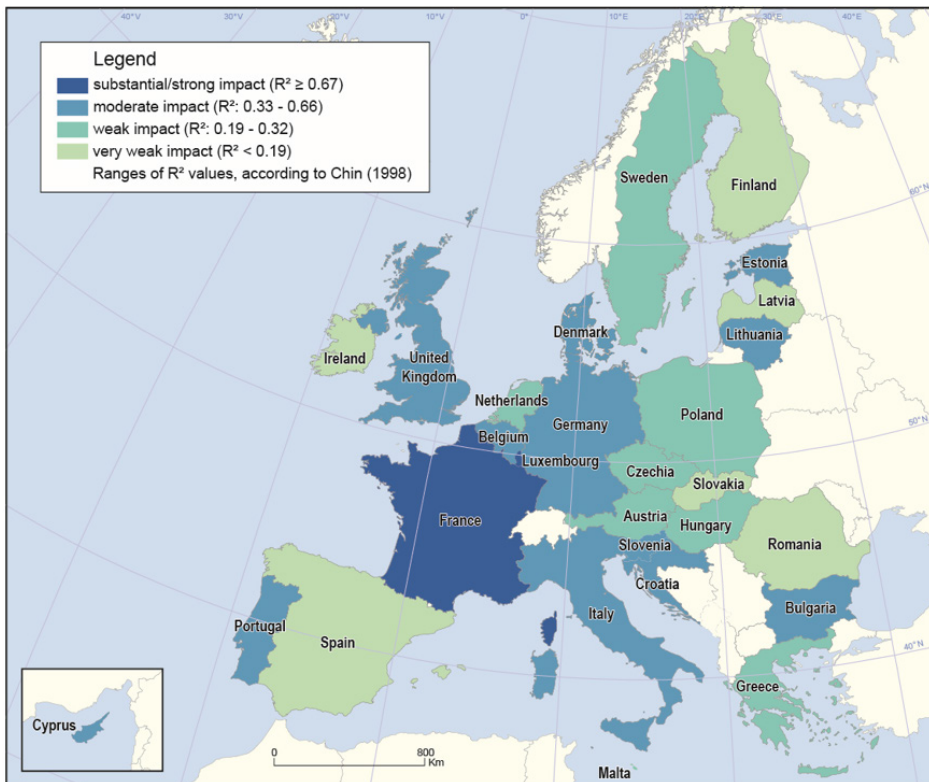 40°W
30°W
20°W
10°W
0°
10°E
20°E
30°E
40°E
Legend
substantial/strong impact (R² ≥ 0.67)
moderate impact (R²: 0.33 - 0.66)
weak impact (R²: 0.19 - 0.32)
very weak impact (R² < 0.19)
Ranges of R² values, according to Chin (1998)
Sweden
Finland
60°N
Estonia
Latvia
Lithuania
Denmark
Ireland
United
Kingdom
Netherlands
Poland
Germany
Belgium
50°N
Luxembourg
Czechia
Slovakia
France
Austria
Hungary
Slovenia
Romania
Croatia
Bulgaria
Italy
Portugal
Spain
40°N
Greece
Cyprus
0
800
Km
Malta